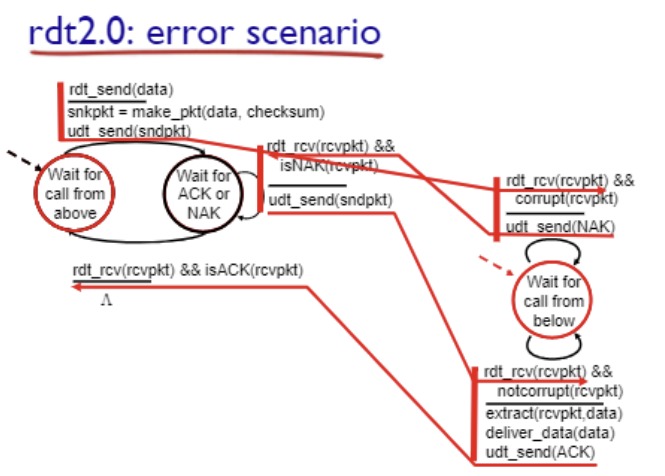 rdt2.0: error scenario
rdt_send(data)
snkpkt = make_pkt(data, checksum)
udt_send(sndpkt)
rdt_rcv(rcvpkt) &&
isNAK(rcvpkt)
udt_send(sndpkt)
Wait for
call from
above
Wait for
ACK or
NAK
rdt_rcv(rcvpkt) && isACK(rcvpkt)
Λ
rdt_rcv(rcvpkt) &&
corrupt(rcvpkt)
udt_send(NAK)
Wait for
call from
below
rdt_rcv(rcvpkt) &&
notcorrupt(rcvpkt)
extract(rcvpkt,data)
deliver_data(data)
udt_send(ACK)